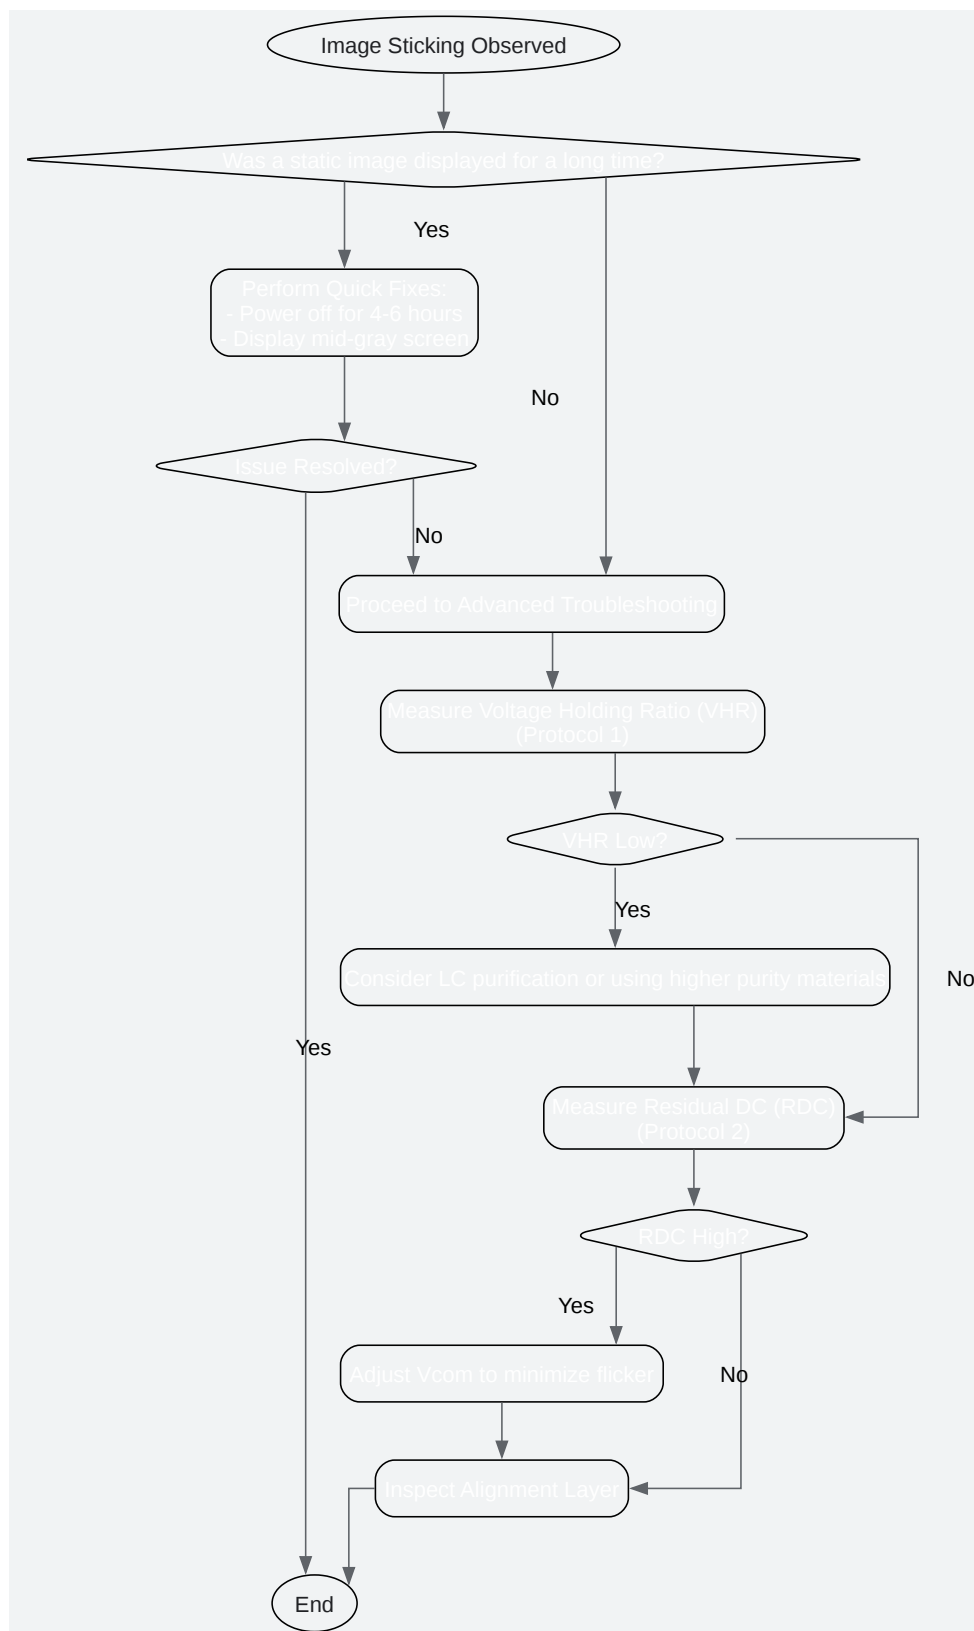 Image Sticking Observed
Was a static image displayed for a long time?
Yes
Perform Quick Fixes:
- Power off for 4-6 hours
- Display mid-gray screen
No
Issue Resolved?
No
Proceed to Advanced Troubleshooting
Measure Voltage Holding Ratio (VHR)
(Protocol 1)
VHR Low?
Yes
Consider LC purification or using higher purity materials
No
Yes
Measure Residual DC (RDC)
(Protocol 2)
RDC High?
Yes
Adjust Vcom to minimize flicker
No
Inspect Alignment Layer
End